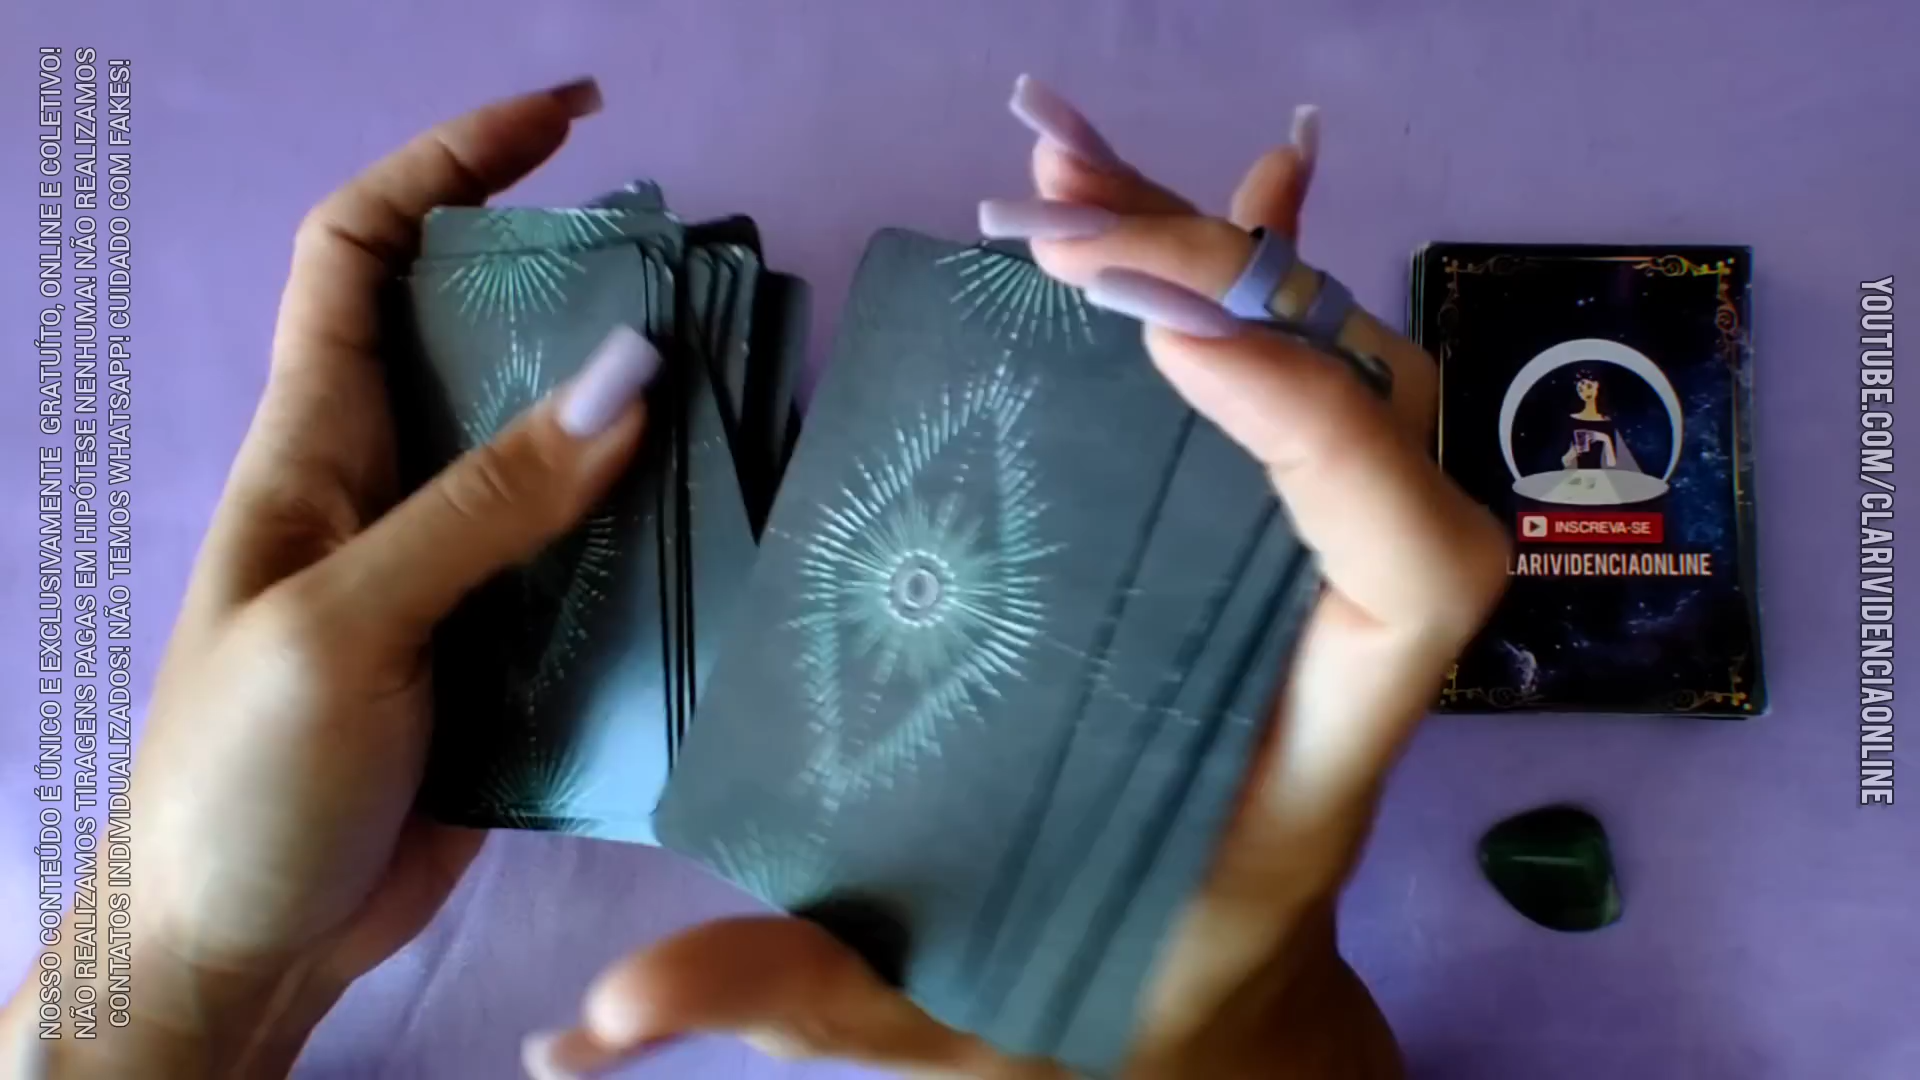 NOSSO CONTEÚDO É ÚNICO E EXCLUSIVAMENTE GRATUÍTO, ONLINE E COLETIVO!
NÃO REALIZAMOS TIRAGENS PAGAS EM HIPÓTESE NENHUMA! NÃO REALIZAMOS
CONTATOS INDIVIDUALIZADOS! NÃO TEMOS WHATSAPP! CUIDADO COM FAKES!
INSCREVA-SE
LARIVIDENCIAONLINE
YOUTUBE.COM/CLARIVIDENCIAONLINE